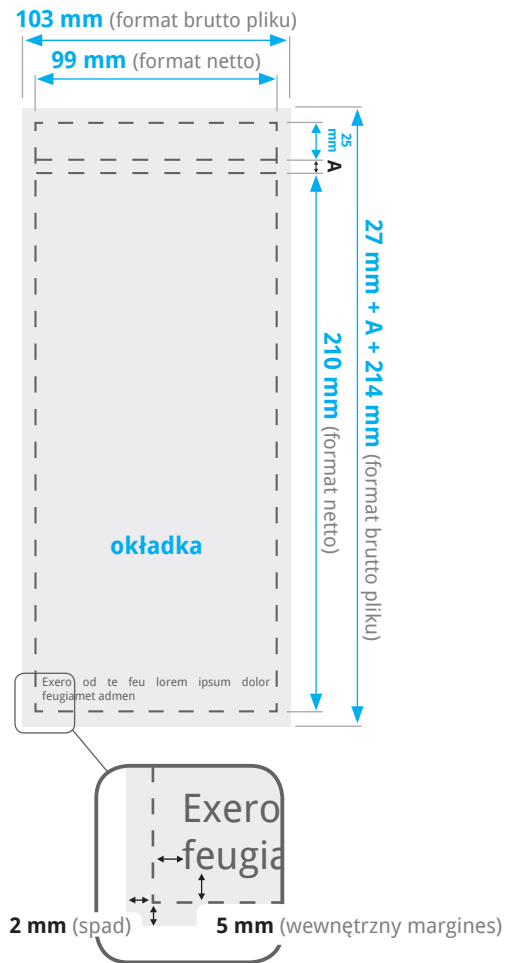 103 mm (format brutto pliku)
99 mm (format netto)
25
mm
A
27 mm + A + 214 mm (format brutto pliku)
210 mm (format netto)
okładka
Exero od te feu lorem ipsum dolor
feugiamet admen
Exero
feugia
2 mm (spad)
5 mm (wewnętrzny margines)